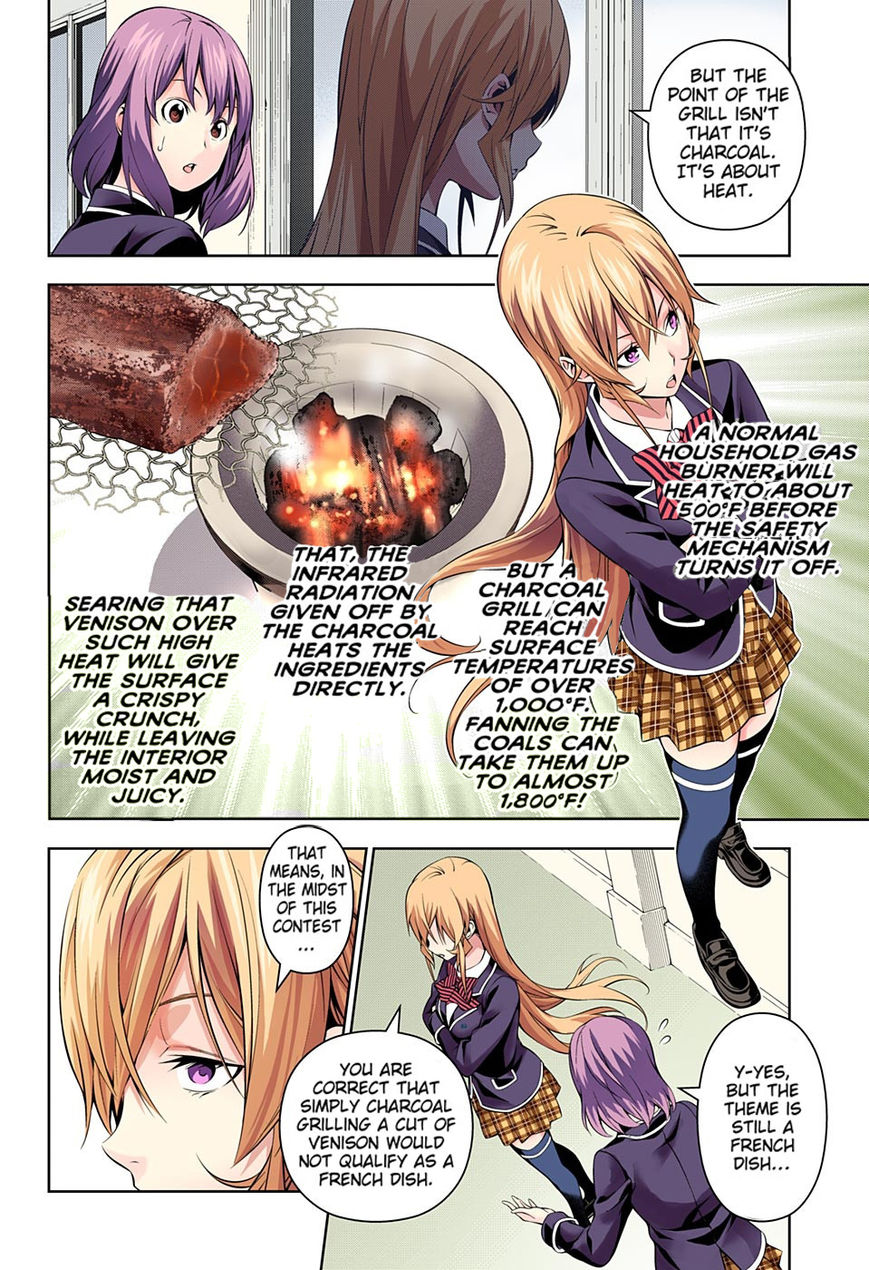 BUT THE
POINT OF THE
GRILL ISN'T
THAT IT'S
CHARCOAL.
IT'S ABOUT
HEAT.
A NORMAL
HOUSEHOLD GAS
BURNER WILL
HEAT TO ABOUT
500°F BEFORE
THE SAFETY
MECHANISM
TURNS IT OFF.
BUT A
CHARCOAL
GRILL CAN
REACH
SURFACE
TEMPERATURES
OF OVER
1,000°F.
FANNING THE
COALS CAN
TAKE THEM UP
TO ALMOST
1,800°F!
THAT, THE
INFRARED
RADIATION
GIVEN OFF BY
THE CHARCOAL
HEATS THE
INGREDIENTS
DIRECTLY.
SEARING THAT
VENISON OVER
SUCH HIGH
HEAT WILL GIVE
THE SURFACE
A CRISPY
CRUNCH,
WHILE LEAVING
THE INTERIOR
MOIST AND
JUICY.
Y-YES,
BUT THE
THEME IS
STILL A
FRENCH
DISH...
YOU ARE
CORRECT THAT
SIMPLY CHARCOAL
GRILLING A CUT OF
VENISON WOULD
NOT QUALIFY AS A
FRENCH DISH.
THAT
MEANS, IN
THE MIDST
OF THIS
CONTEST
...